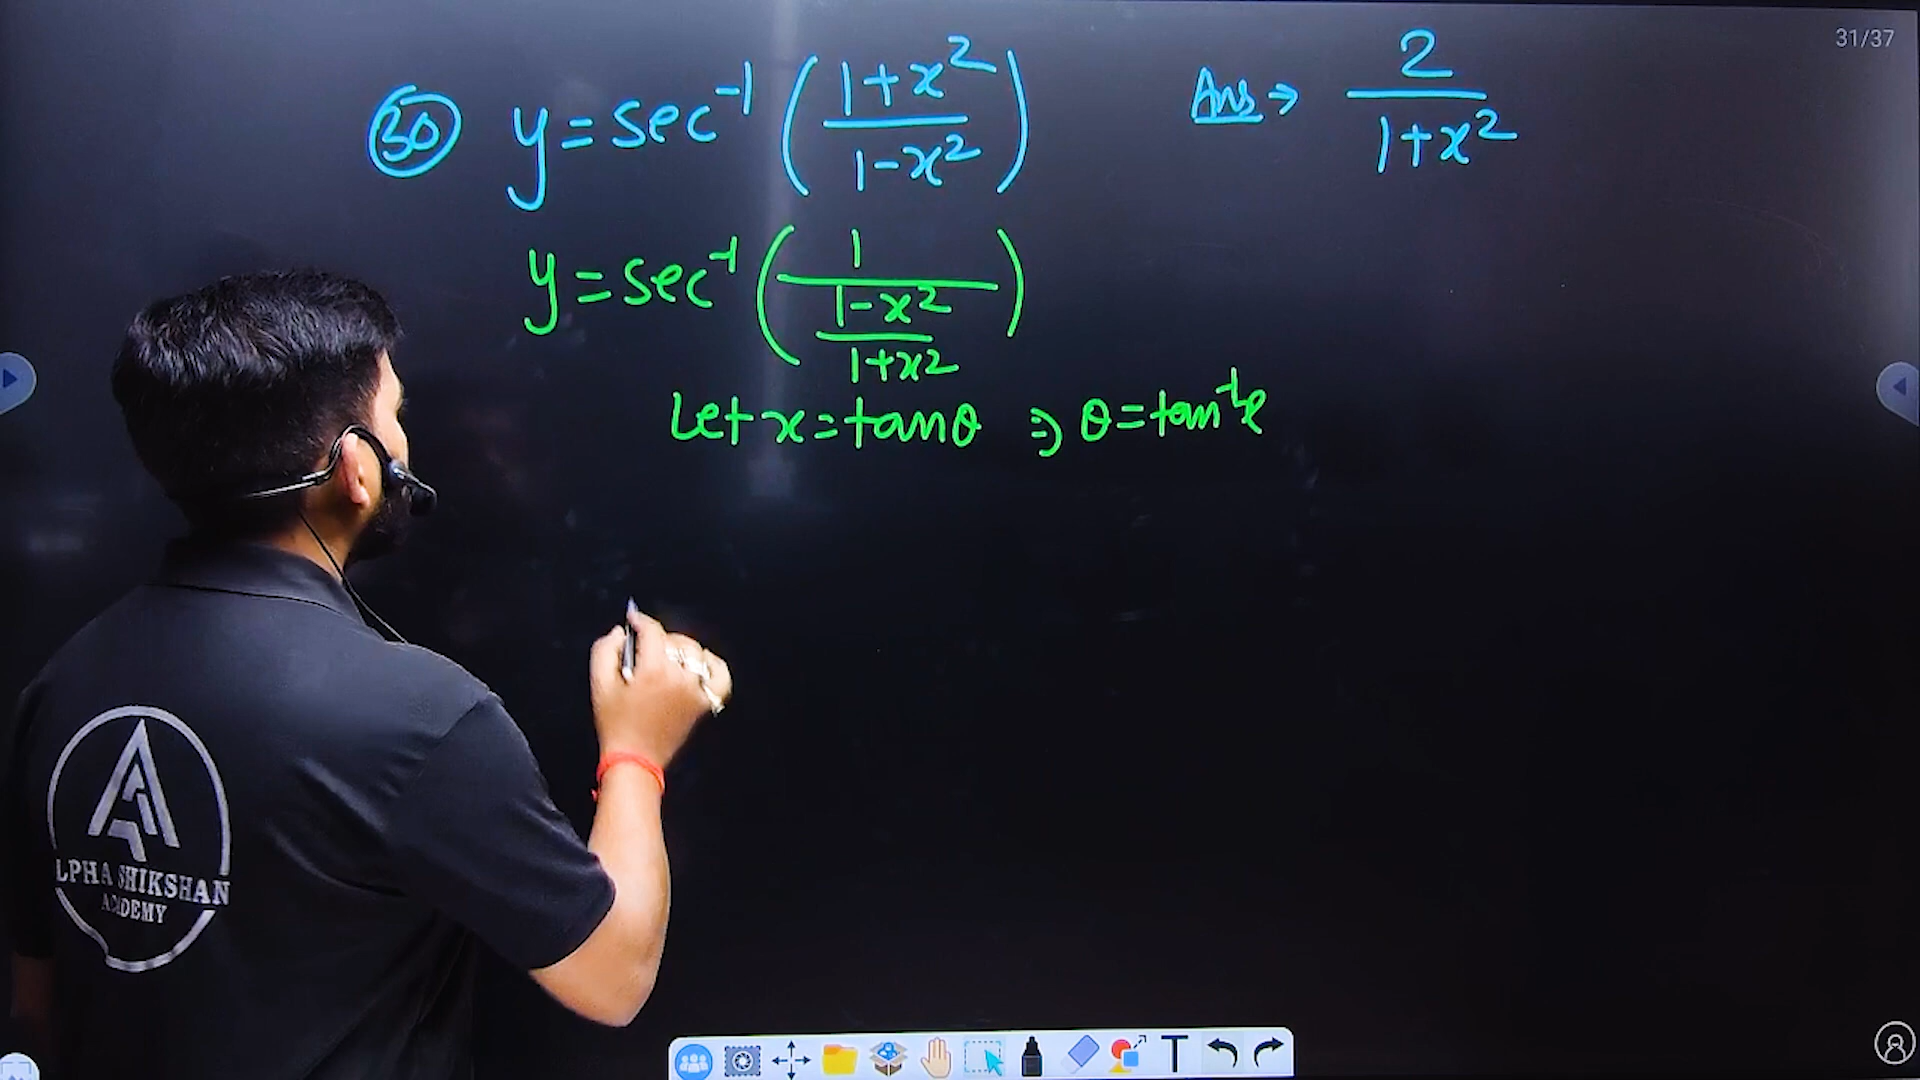 31/37
30 y = sec⁻¹ ( (1+x²)/(1-x²) ) Ans → 2/(1+x²)
y = sec⁻¹ ( 1/((1-x²)/(1+x²)) )
Let x = tanθ ⇒ θ = tan⁻¹x
LPHA SHIKSHAN
ACADEMY
T